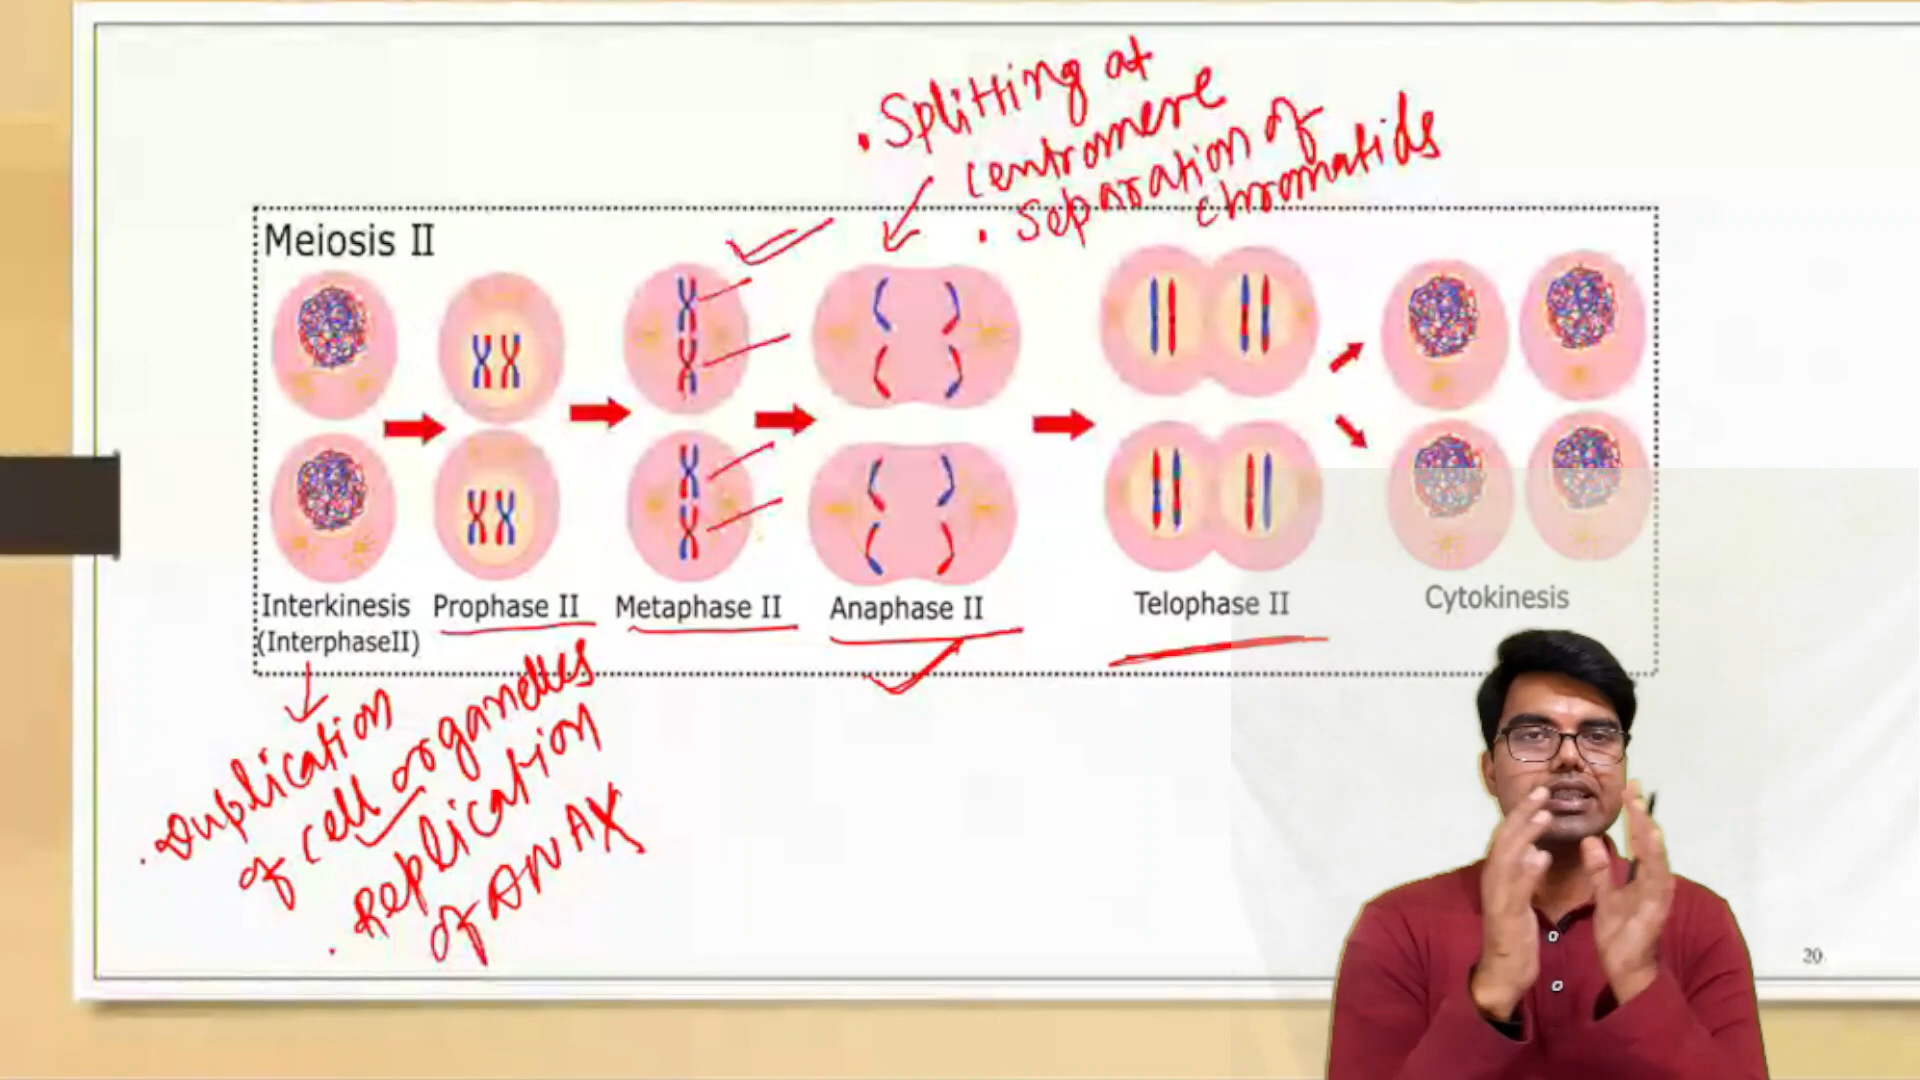 • Splitting at
centromere
• Separation of
chromatids
Meiosis II
Interkinesis
(InterphaseII)
Prophase II
Metaphase II
Anaphase II
Telophase II
Cytokinesis
• Duplication
of cell organelles
• Replication
of DNA X
20